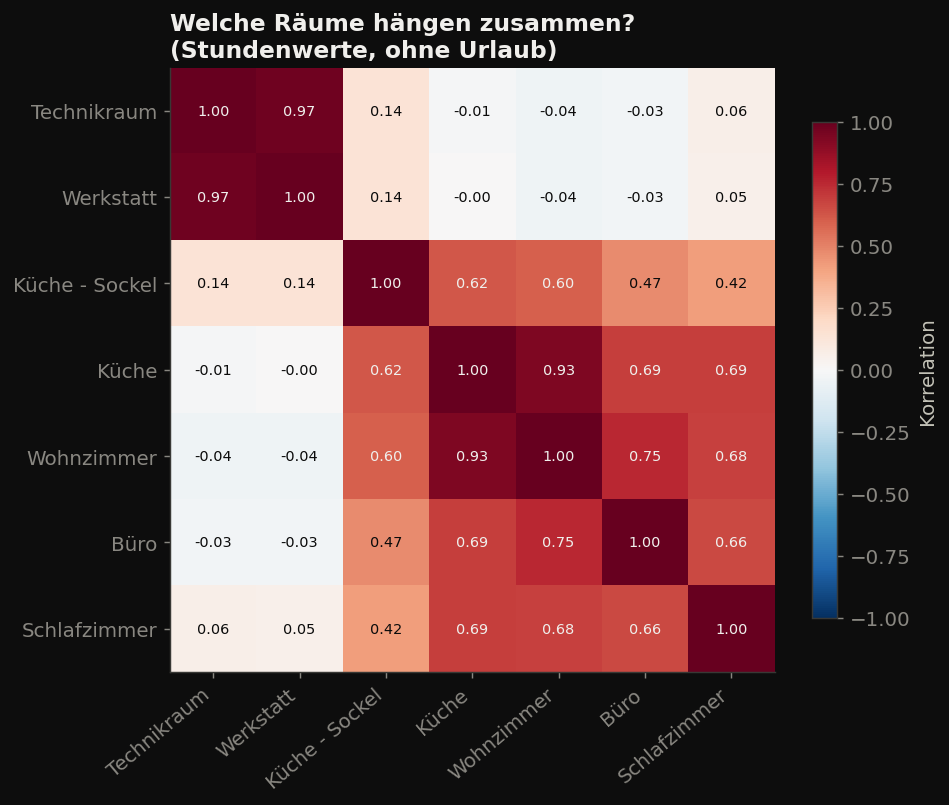 Welche Räume hängen zusammen?
(Stundenwerte, ohne Urlaub)
Technikraum 1.00 0.97 0.14 -0.01 -0.04 -0.03 0.06
Werkstatt 0.97 1.00 0.14 -0.00 -0.04 -0.03 0.05
Küche - Sockel 0.14 0.14 1.00 0.62 0.60 0.47 0.42
Küche -0.01 -0.00 0.62 1.00 0.93 0.69 0.69
Wohnzimmer -0.04 -0.04 0.60 0.93 1.00 0.75 0.68
Büro -0.03 -0.03 0.47 0.69 0.75 1.00 0.66
Schlafzimmer 0.06 0.05 0.42 0.69 0.68 0.66 1.00
Technikraum
Werkstatt
Küche - Sockel
Küche
Wohnzimmer
Büro
Schlafzimmer
1.00
0.75
0.50
0.25
0.00
−0.25
−0.50
−0.75
−1.00
Korrelation